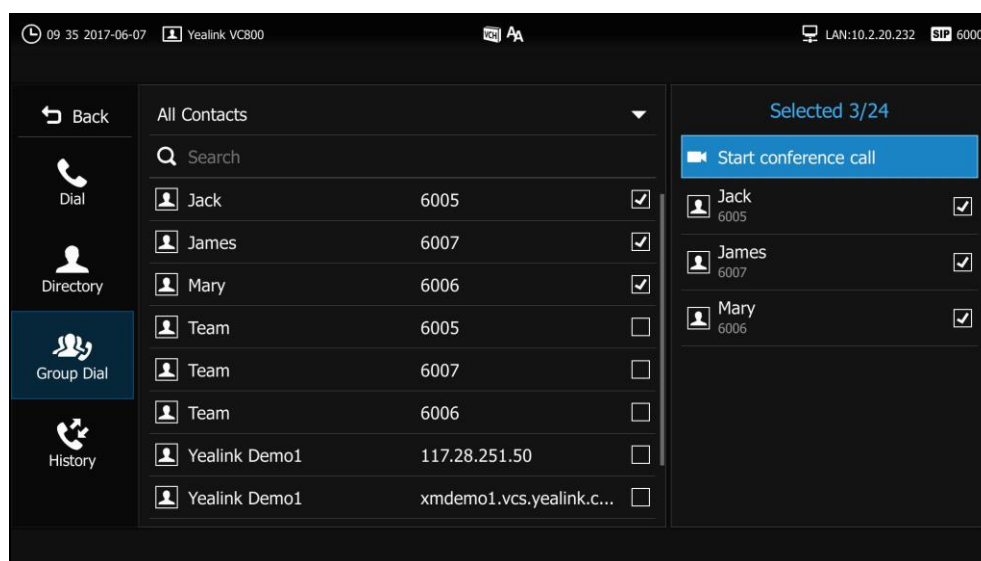 09 35 2017-06-07 Yealink VC800 VCH AA LAN:10.2.20.232 SIP 6000
Back
Dial
Directory
Group Dial
History
All Contacts
Search
Jack 6005
James 6007
Mary 6006
Team 6005
Team 6007
Team 6006
Yealink Demo1 117.28.251.50
Yealink Demo1 xmdemo1.vcs.yealink.c...
Selected 3/24
Start conference call
Jack
6005
James
6007
Mary
6006